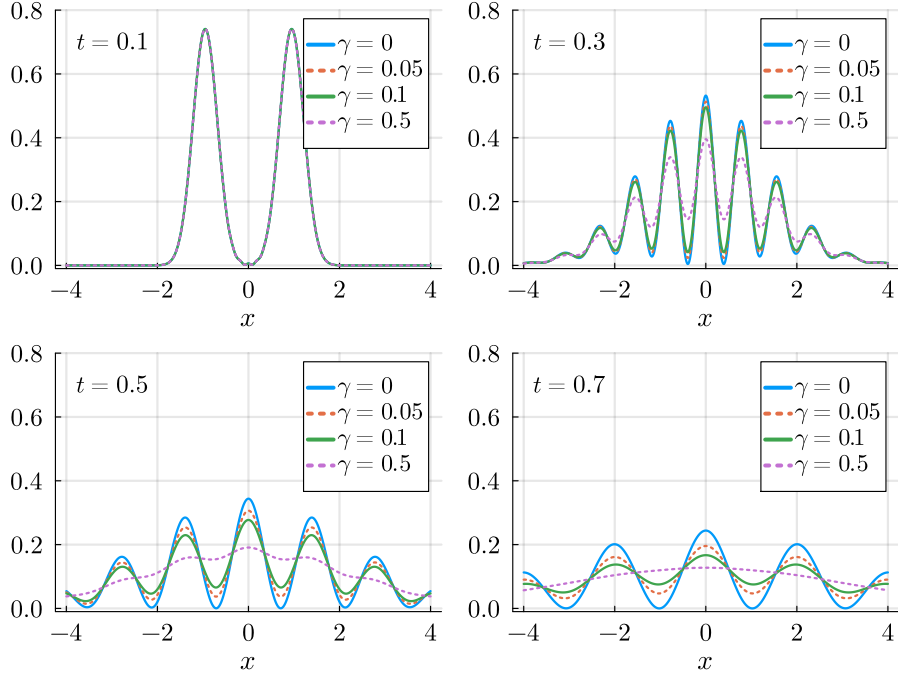 0.8
0.6
0.4
0.2
0.0
t = 0.1
γ = 0
γ = 0.05
γ = 0.1
γ = 0.5
−4 −2 0 2 4
x
0.8
0.6
0.4
0.2
0.0
t = 0.3
γ = 0
γ = 0.05
γ = 0.1
γ = 0.5
−4 −2 0 2 4
x
0.8
0.6
0.4
0.2
0.0
t = 0.5
γ = 0
γ = 0.05
γ = 0.1
γ = 0.5
−4 −2 0 2 4
x
0.8
0.6
0.4
0.2
0.0
t = 0.7
γ = 0
γ = 0.05
γ = 0.1
γ = 0.5
−4 −2 0 2 4
x